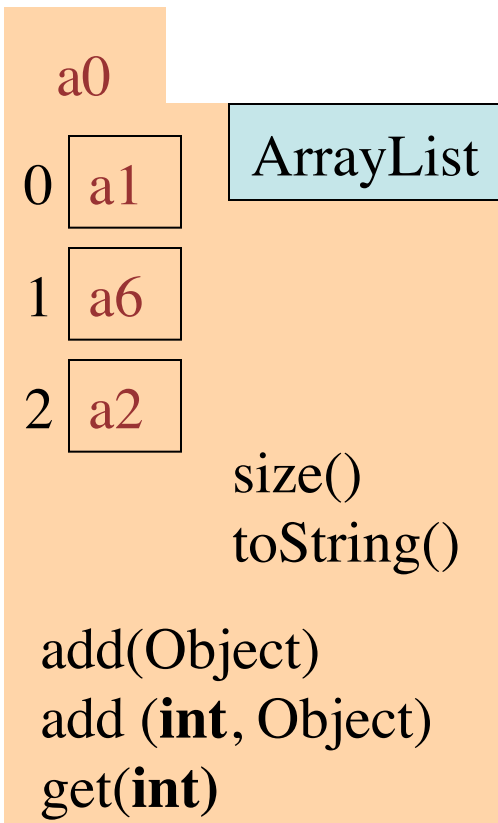 a0
ArrayList
0 a1
1 a6
2 a2
size()
toString()
add(Object)
add (int, Object)
get(int)